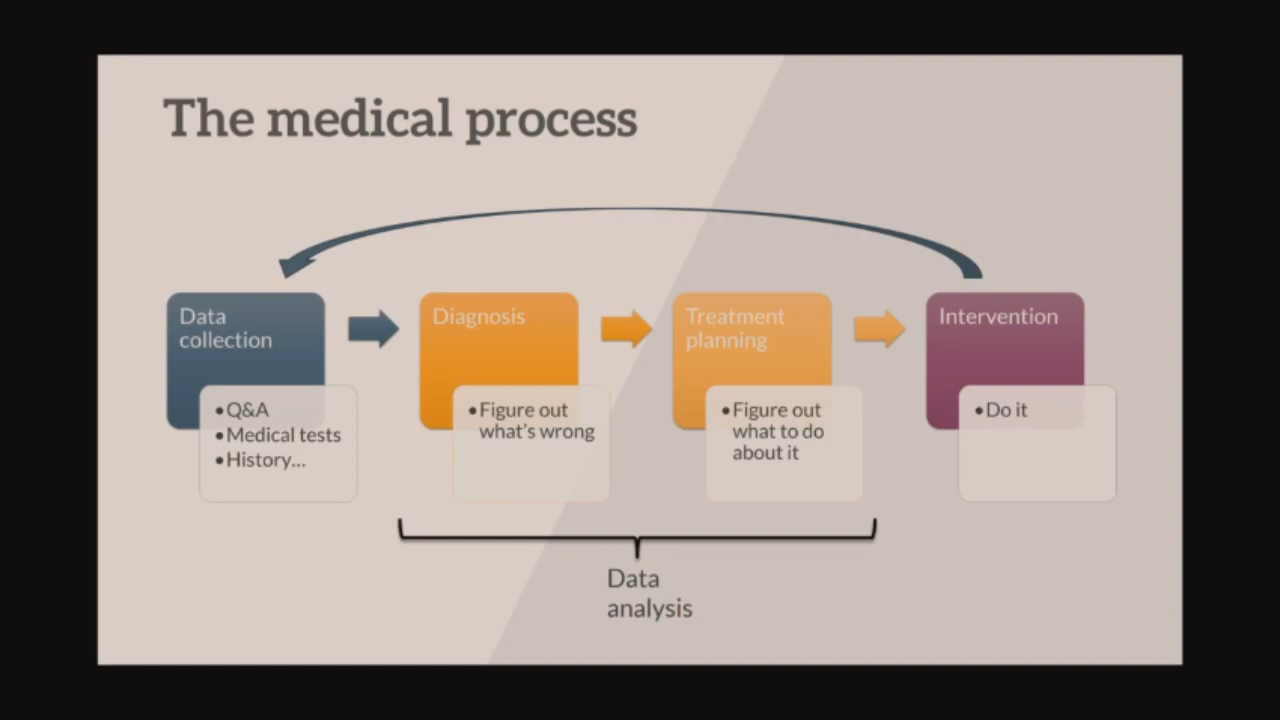 The medical process
Data
collection
•Q&A
•Medical tests
•History...
Diagnosis
•Figure out
what's wrong
Treatment
planning
•Figure out
what to do
about it
Intervention
•Do it
Data
analysis